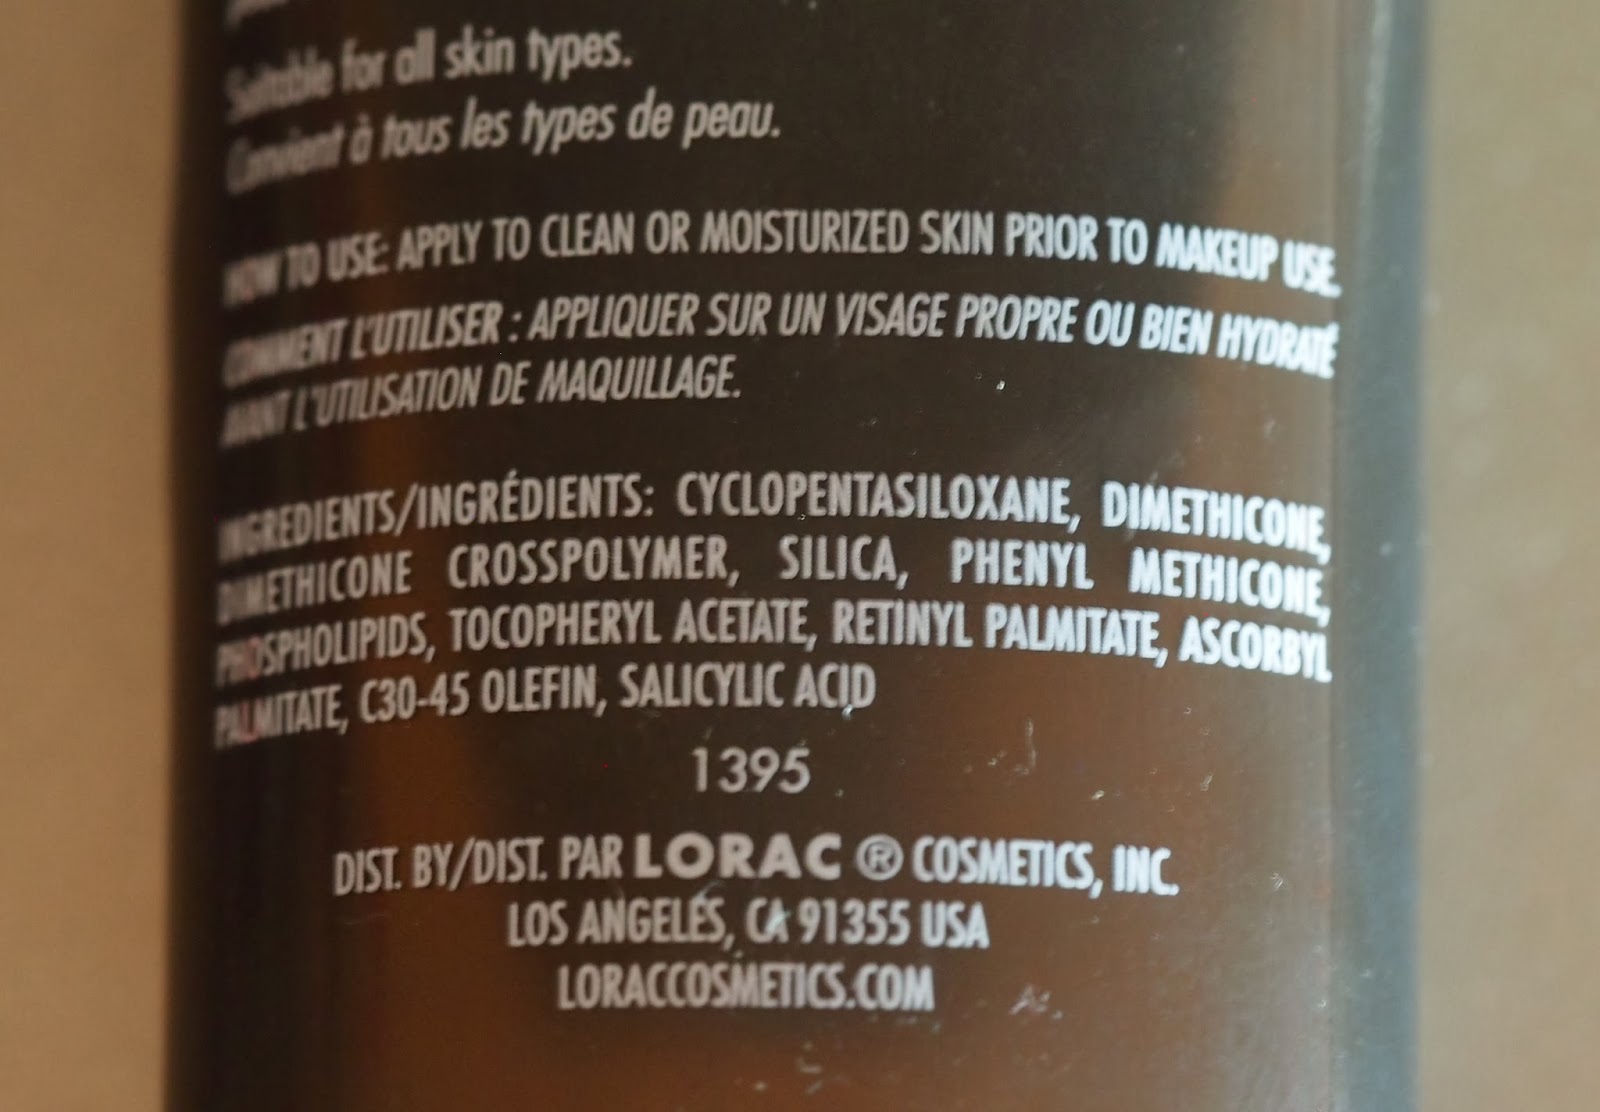 Suitable for all skin types.
Convient à tous les types de peau.
HOW TO USE: APPLY TO CLEAN OR MOISTURIZED SKIN PRIOR TO MAKEUP USE.
COMMENT L'UTILISER : APPLIQUER SUR UN VISAGE PROPRE OU BIEN HYDRATÉ
AVANT L'UTILISATION DE MAQUILLAGE.
INGREDIENTS/INGRÉDIENTS: CYCLOPENTASILOXANE, DIMETHICONE,
DIMETHICONE CROSSPOLYMER, SILICA, PHENYL METHICONE,
PHOSPHOLIPIDS, TOCOPHERYL ACETATE, RETINYL PALMITATE, ASCORBYL
PALMITATE, C30-45 OLEFIN, SALICYLIC ACID
1395
DIST. BY/DIST. PAR LORAC ® COSMETICS, INC.
LOS ANGELES, CA 91355 USA
LORACCOSMETICS.COM